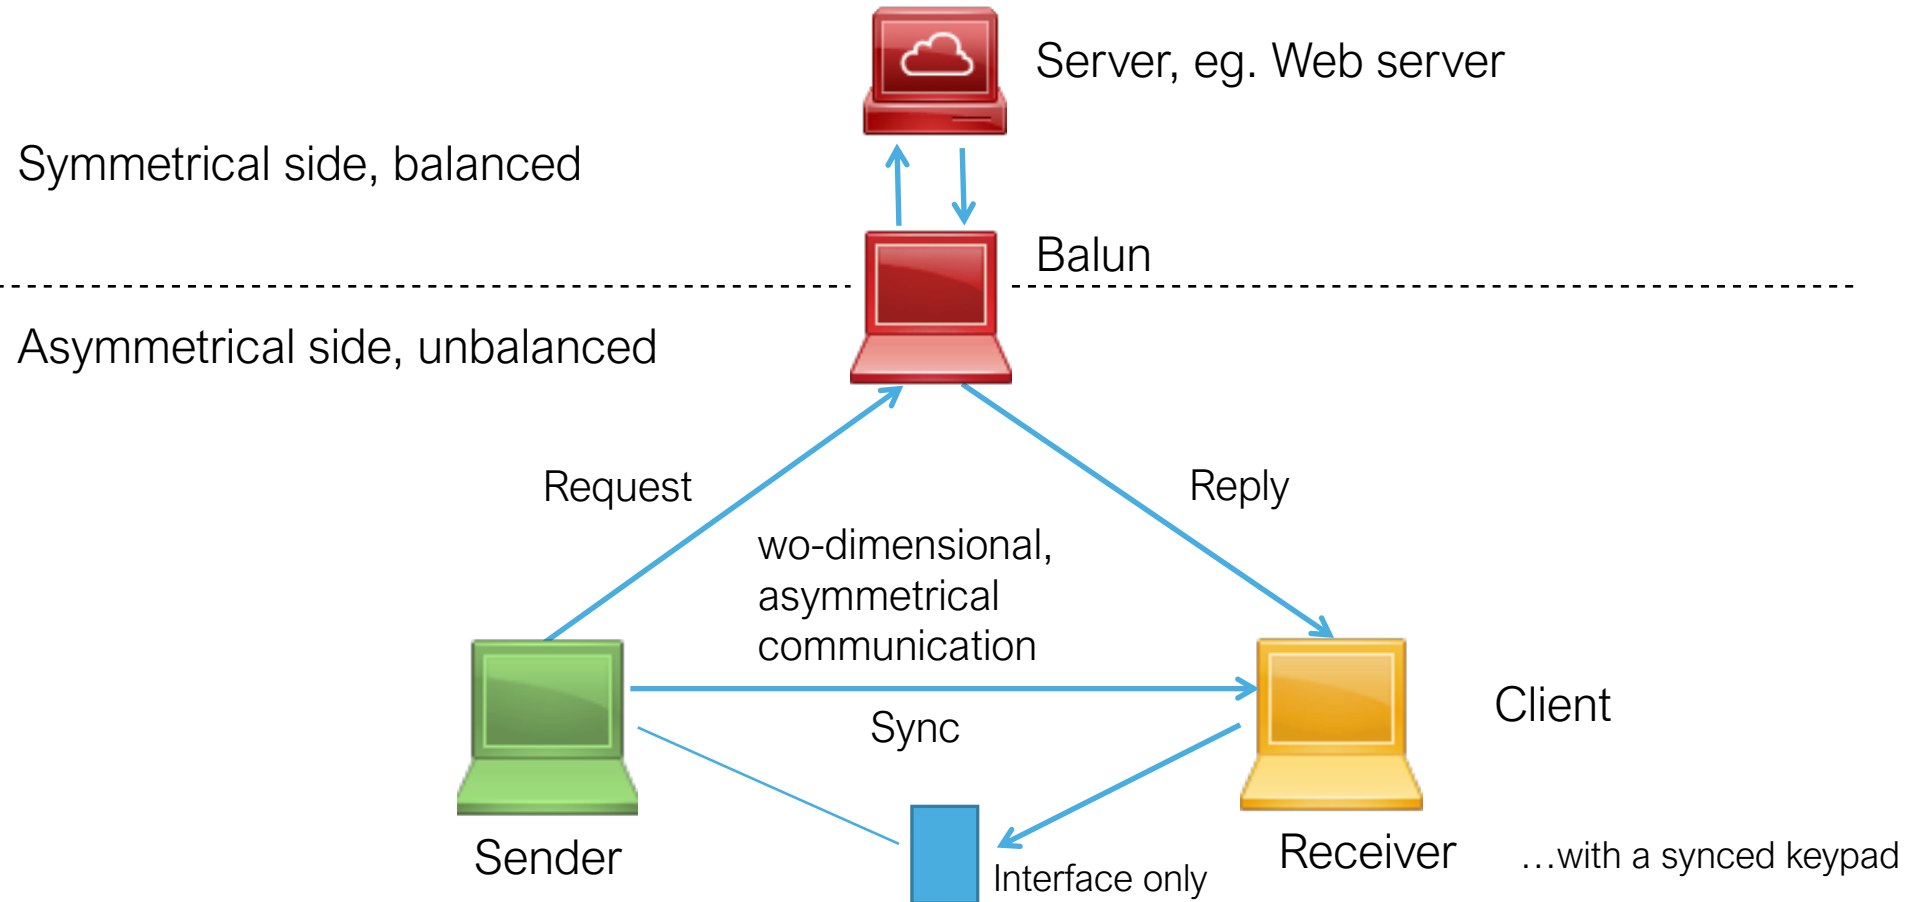 Server, eg. Web server
Symmetrical side, balanced
Balun
Asymmetrical side, unbalanced
Request
Reply
wo-dimensional,
asymmetrical
communication
Sync
Client
Sender
Receiver
...with a synced keypad
Interface only